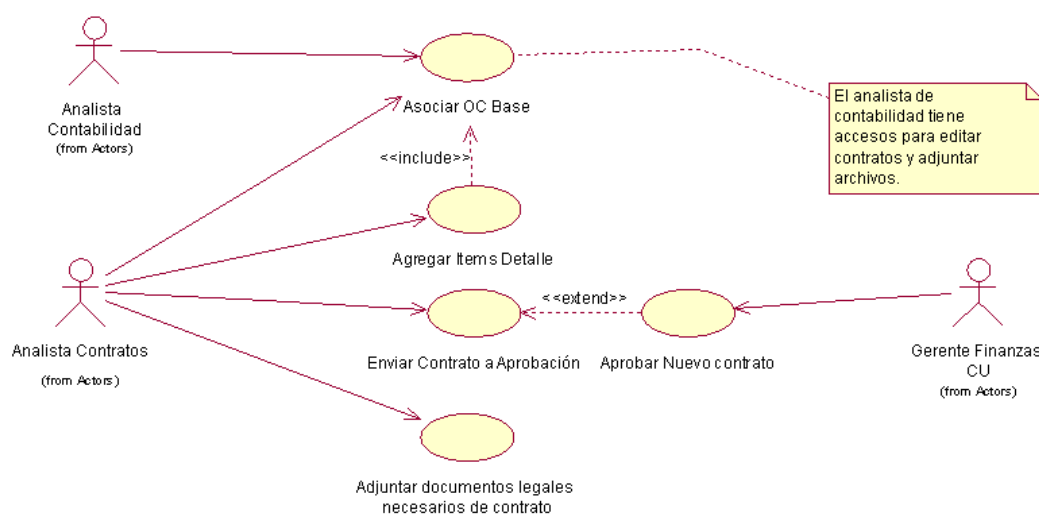 Analista
Contabilidad
(from Actors)
Asociar OC Base
El analista de
contabilidad tiene
accesos para editar
contratos y adjuntar
archivos.
<<include>>
Agregar Items Detalle
Analista Contratos
(from Actors)
<<extend>>
Enviar Contrato a Aprobación
Aprobar Nuevo contrato
Gerente Finanzas
CU
(from Actors)
Adjuntar documentos legales
necesarios de contrato